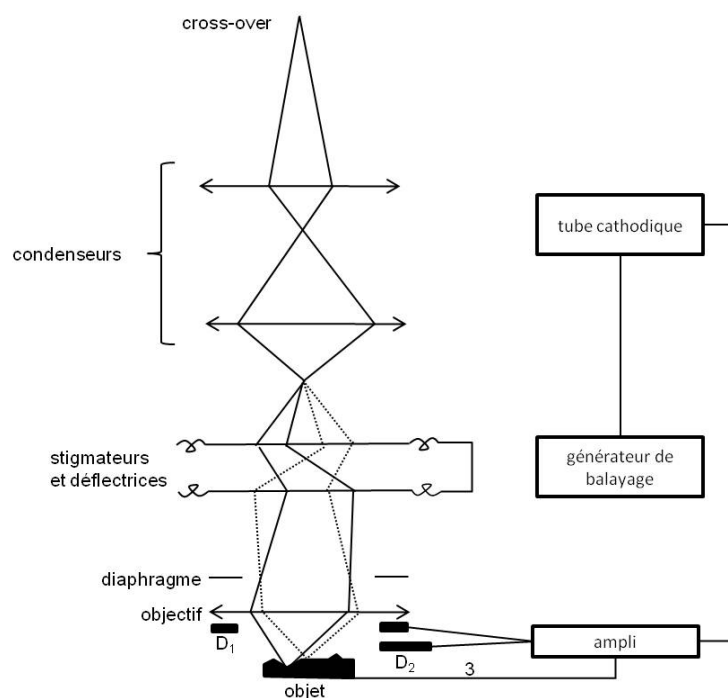 cross-over
condenseurs
tube cathodique
stigmateurs
et déflectrices
générateur de
balayage
diaphragme
objectif
D1
D2
ampli
3
objet